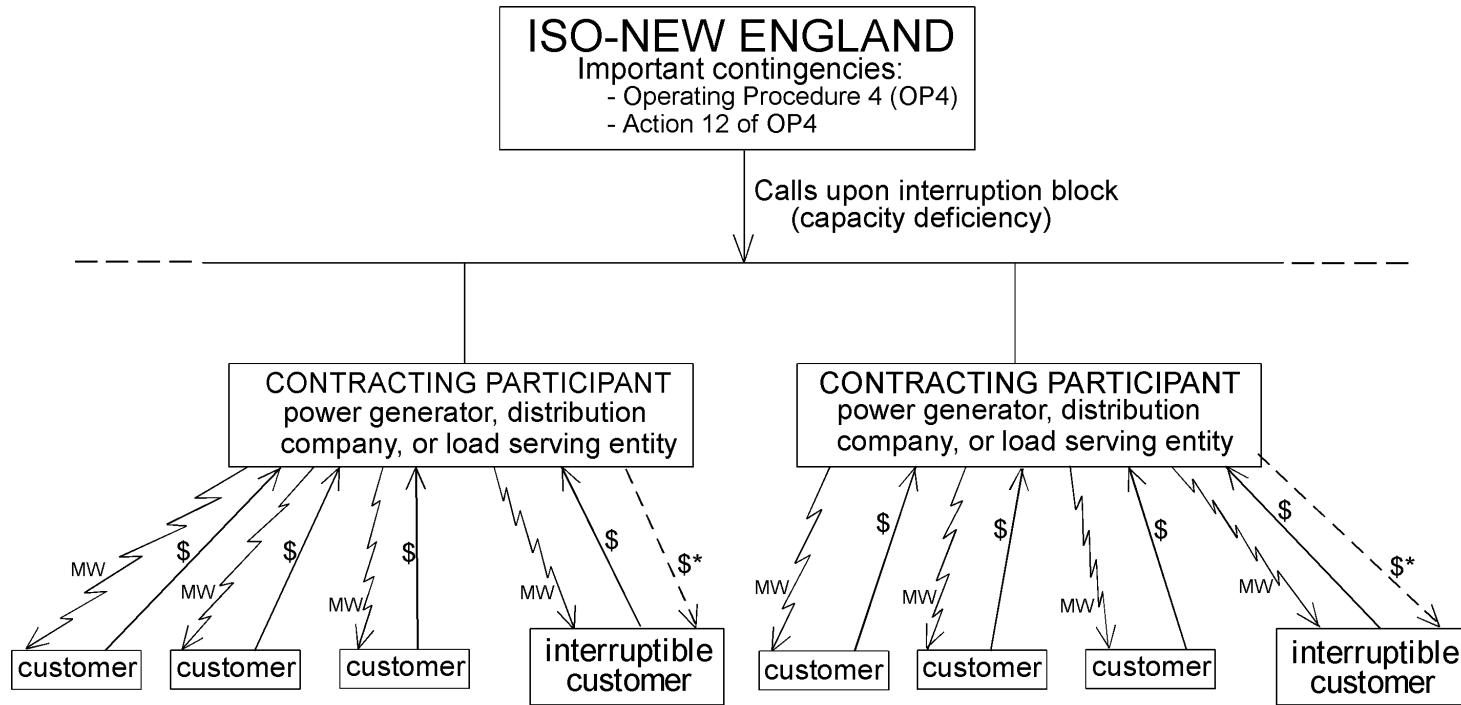 ISO-NEW ENGLAND
Important contingencies:
- Operating Procedure 4 (OP4)
- Action 12 of OP4
Calls upon interruption block
(capacity deficiency)
CONTRACTING PARTICIPANT
power generator, distribution
company, or load serving entity
CONTRACTING PARTICIPANT
power generator, distribution
company, or load serving entity
MW
$
MW
$
MW
$
MW
$
$*
MW
$
MW
$
MW
$
MW
$
$*
customer
customer
customer
interruptible
customer
customer
customer
customer
interruptible
customer